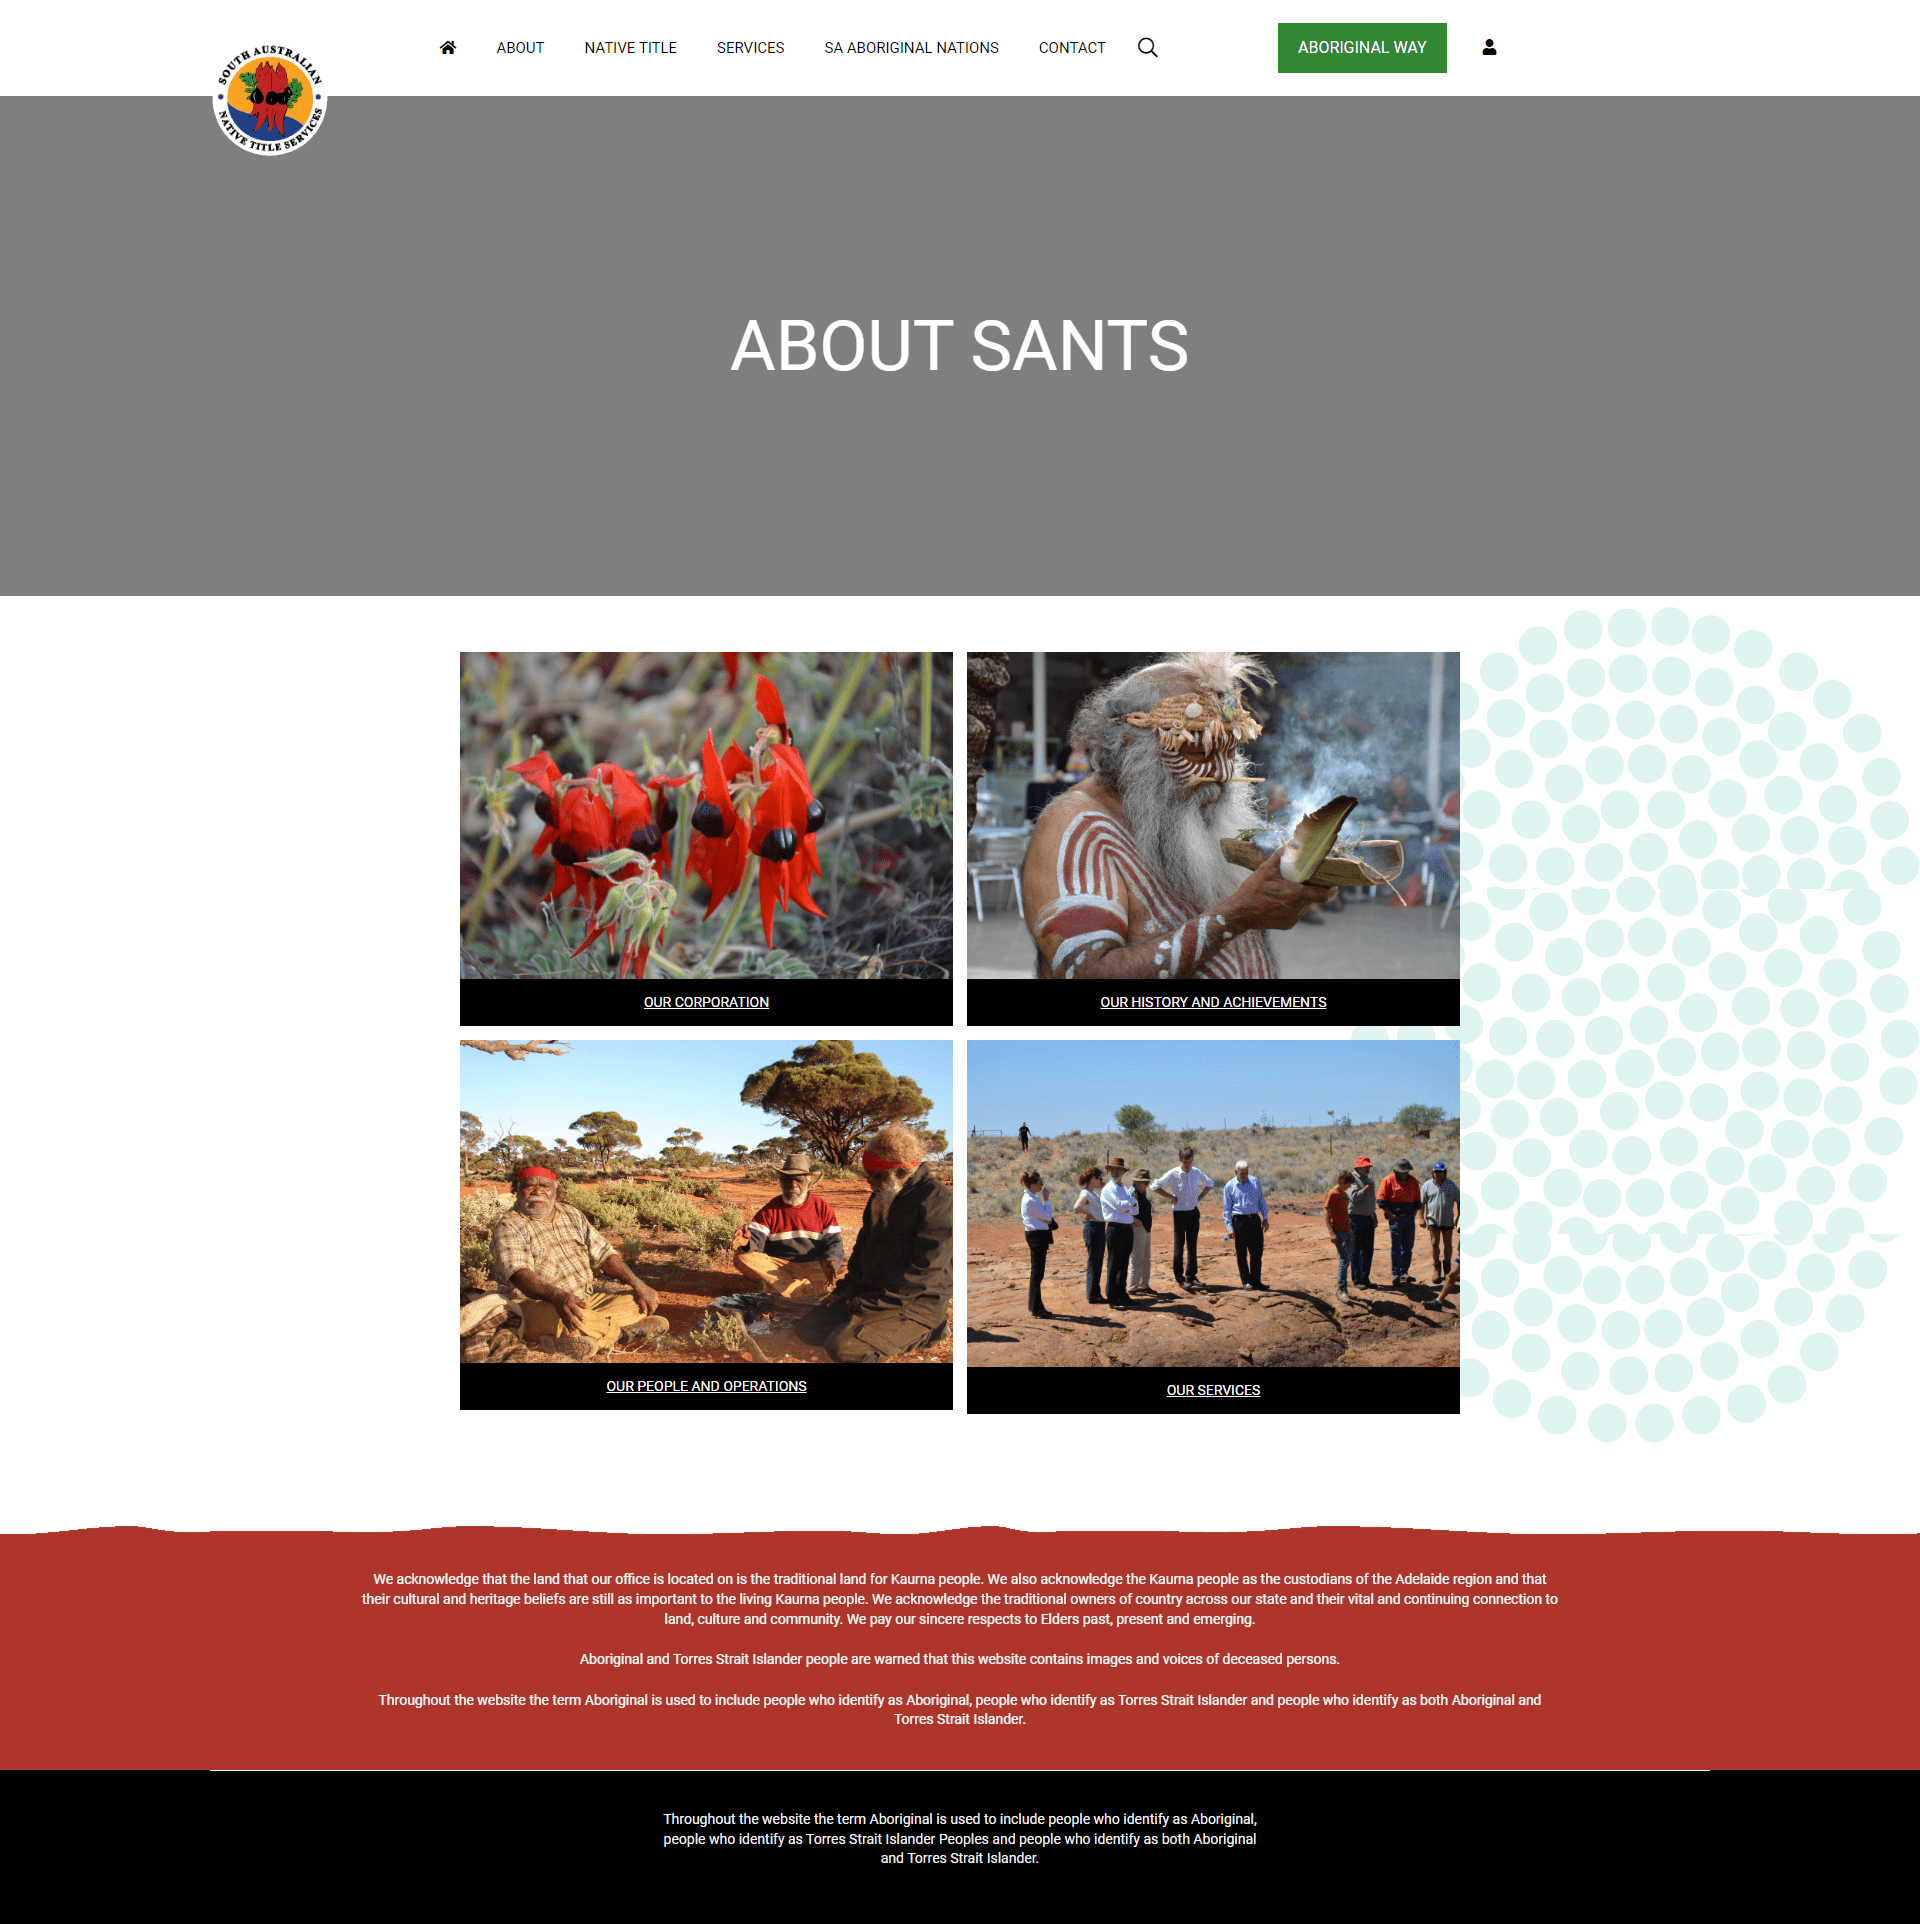 SOUTH AUSTRALIAN
NATIVE TITLE SERVICES
ABOUT
NATIVE TITLE
SERVICES
SA ABORIGINAL NATIONS
CONTACT
ABORIGINAL WAY
ABOUT SANTS
OUR CORPORATION
OUR HISTORY AND ACHIEVEMENTS
OUR PEOPLE AND OPERATIONS
OUR SERVICES
We acknowledge that the land that our office is located on is the traditional land for Kaurna people. We also acknowledge the Kaurna people as the custodians of the Adelaide region and that
their cultural and heritage beliefs are still as important to the living Kaurna people. We acknowledge the traditional owners of country across our state and their vital and continuing connection to
land, culture and community. We pay our sincere respects to Elders past, present and emerging.
Aboriginal and Torres Strait Islander people are warned that this website contains images and voices of deceased persons.
Throughout the website the term Aboriginal is used to include people who identify as Aboriginal, people who identify as Torres Strait Islander and people who identify as both Aboriginal and
Torres Strait Islander.
Throughout the website the term Aboriginal is used to include people who identify as Aboriginal,
people who identify as Torres Strait Islander Peoples and people who identify as both Aboriginal
and Torres Strait Islander.